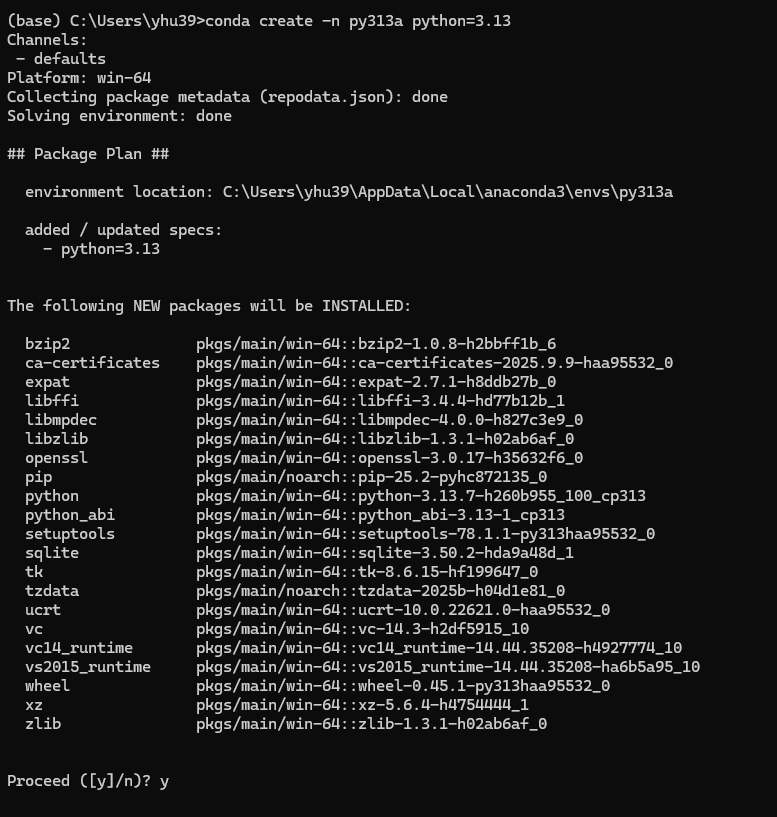 (base) C:\Users\yhu39>conda create -n py313a python=3.13
Channels:
 - defaults
Platform: win-64
Collecting package metadata (repodata.json): done
Solving environment: done

## Package Plan ##

  environment location: C:\Users\yhu39\AppData\Local\anaconda3\envs\py313a

  added / updated specs:
    - python=3.13


The following NEW packages will be INSTALLED:

  bzip2              pkgs/main/win-64::bzip2-1.0.8-h2bbff1b_6
  ca-certificates    pkgs/main/win-64::ca-certificates-2025.9.9-haa95532_0
  expat              pkgs/main/win-64::expat-2.7.1-h8ddb27b_0
  libffi             pkgs/main/win-64::libffi-3.4.4-hd77b12b_1
  libmpdec           pkgs/main/win-64::libmpdec-4.0.0-h827c3e9_0
  libzlib            pkgs/main/win-64::libzlib-1.3.1-h02ab6af_0
  openssl            pkgs/main/win-64::openssl-3.0.17-h35632f6_0
  pip                pkgs/main/noarch::pip-25.2-pyhc872135_0
  python             pkgs/main/win-64::python-3.13.7-h260b955_100_cp313
  python_abi         pkgs/main/win-64::python_abi-3.13-1_cp313
  setuptools         pkgs/main/win-64::setuptools-78.1.1-py313haa95532_0
  sqlite             pkgs/main/win-64::sqlite-3.50.2-hda9a48d_1
  tk                 pkgs/main/win-64::tk-8.6.15-hf199647_0
  tzdata             pkgs/main/noarch::tzdata-2025b-h04d1e81_0
  ucrt               pkgs/main/win-64::ucrt-10.0.22621.0-haa95532_0
  vc                 pkgs/main/win-64::vc-14.3-h2df5915_10
  vc14_runtime       pkgs/main/win-64::vc14_runtime-14.44.35208-h4927774_10
  vs2015_runtime     pkgs/main/win-64::vs2015_runtime-14.44.35208-ha6b5a95_10
  wheel              pkgs/main/win-64::wheel-0.45.1-py313haa95532_0
  xz                 pkgs/main/win-64::xz-5.6.4-h4754444_1
  zlib               pkgs/main/win-64::zlib-1.3.1-h02ab6af_0


Proceed ([y]/n)? y